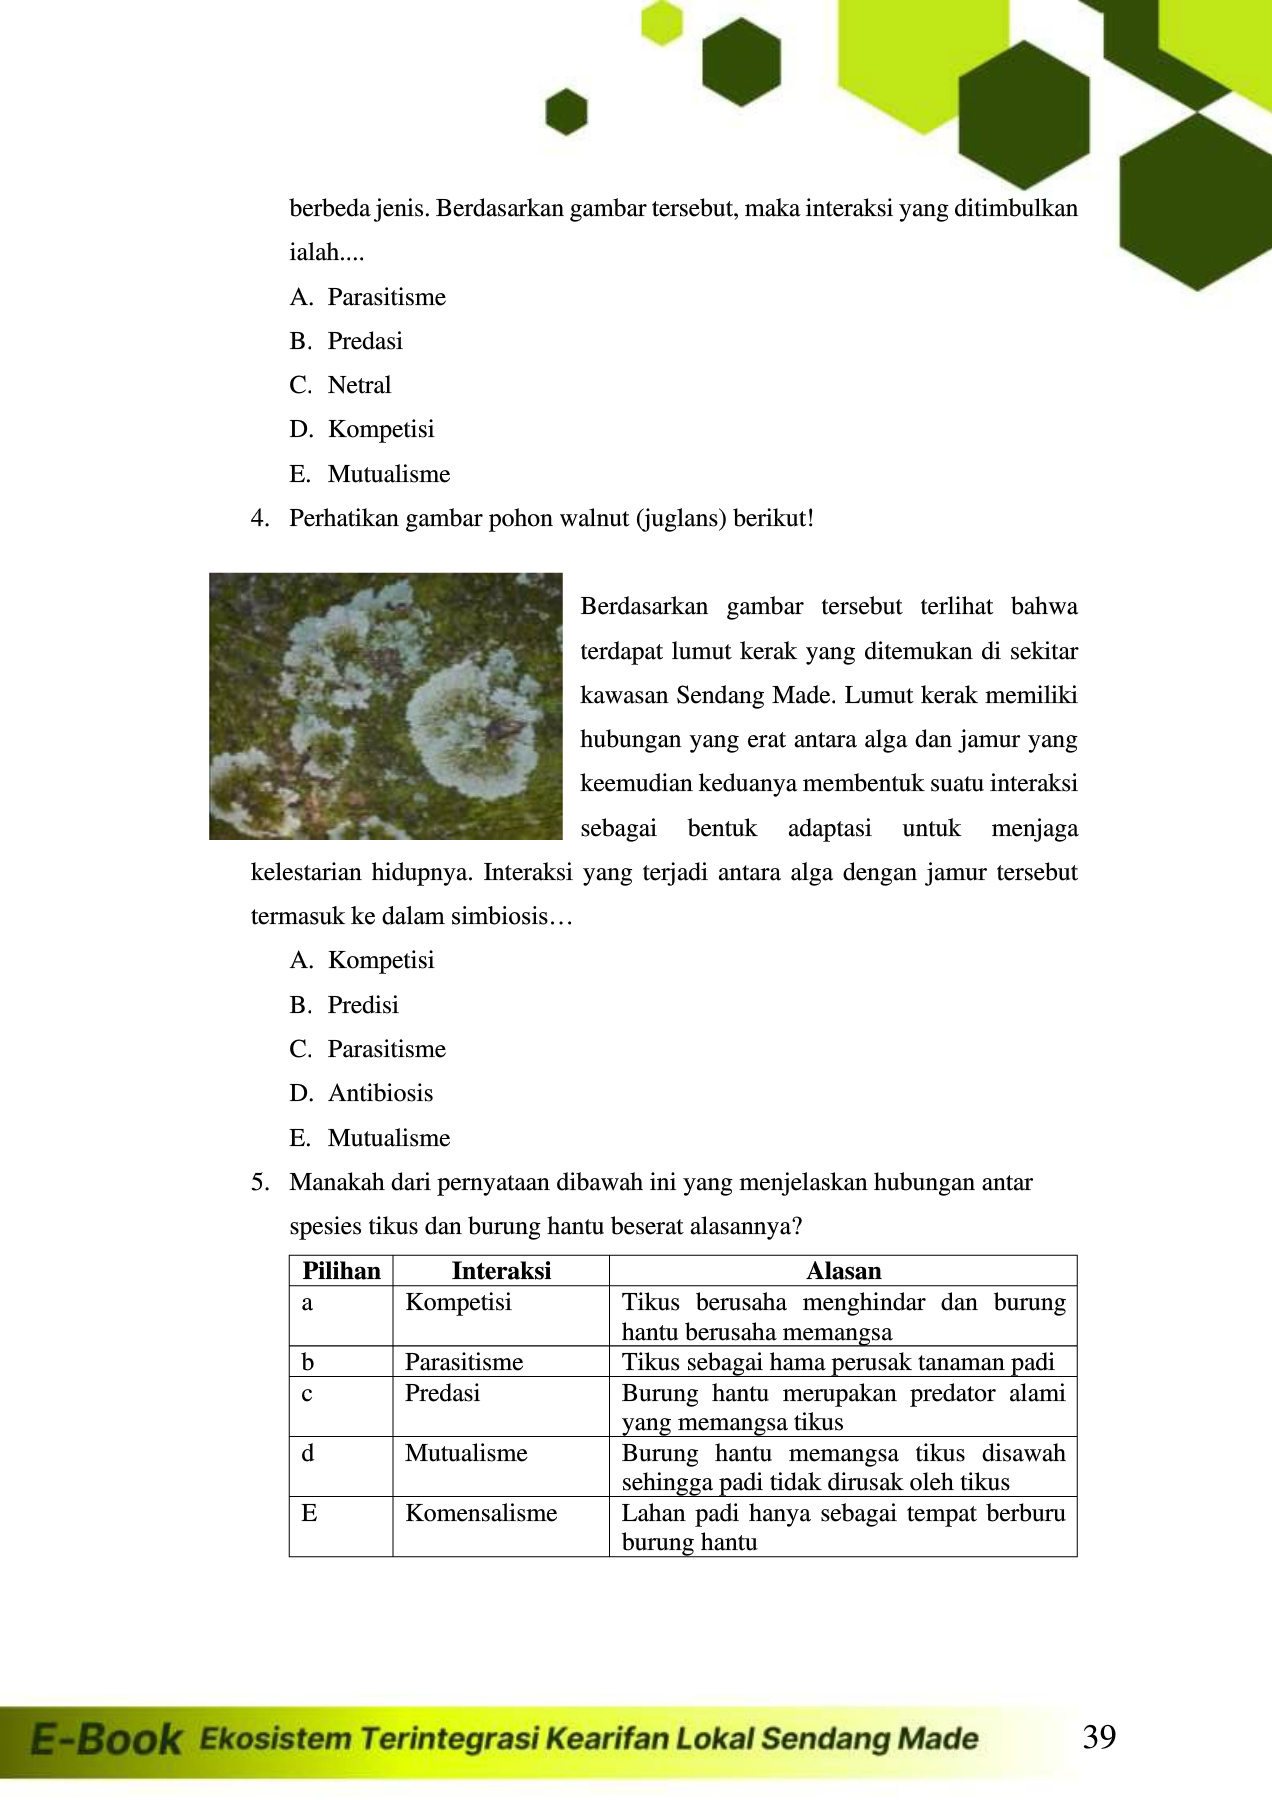 berbeda jenis. Berdasarkan gambar tersebut, maka interaksi yang ditimbulkan
ialah....
A. Parasitisme
B. Predasi
C. Netral
D. Kompetisi
E. Mutualisme
4. Perhatikan gambar pohon walnut (juglans) berikut!
Berdasarkan gambar tersebut terlihat bahwa
terdapat lumut kerak yang ditemukan di sekitar
kawasan Sendang Made. Lumut kerak memiliki
hubungan yang erat antara alga dan jamur yang
keemudian keduanya membentuk suatu interaksi
sebagai bentuk adaptasi untuk menjaga
kelestarian hidupnya. Interaksi yang terjadi antara alga dengan jamur tersebut
termasuk ke dalam simbiosis…
A. Kompetisi
B. Predisi
C. Parasitisme
D. Antibiosis
E. Mutualisme
5. Manakah dari pernyataan dibawah ini yang menjelaskan hubungan antar
spesies tikus dan burung hantu beserat alasannya?
Pilihan Interaksi Alasan
a Kompetisi Tikus berusaha menghindar dan burung
hantu berusaha memangsa
b Parasitisme Tikus sebagai hama perusak tanaman padi
c Predasi Burung hantu merupakan predator alami
yang memangsa tikus
d Mutualisme Burung hantu memangsa tikus disawah
sehingga padi tidak dirusak oleh tikus
E Komensalisme Lahan padi hanya sebagai tempat berburu
burung hantu
E-Book Ekosistem Terintegrasi Kearifan Lokal Sendang Made 39